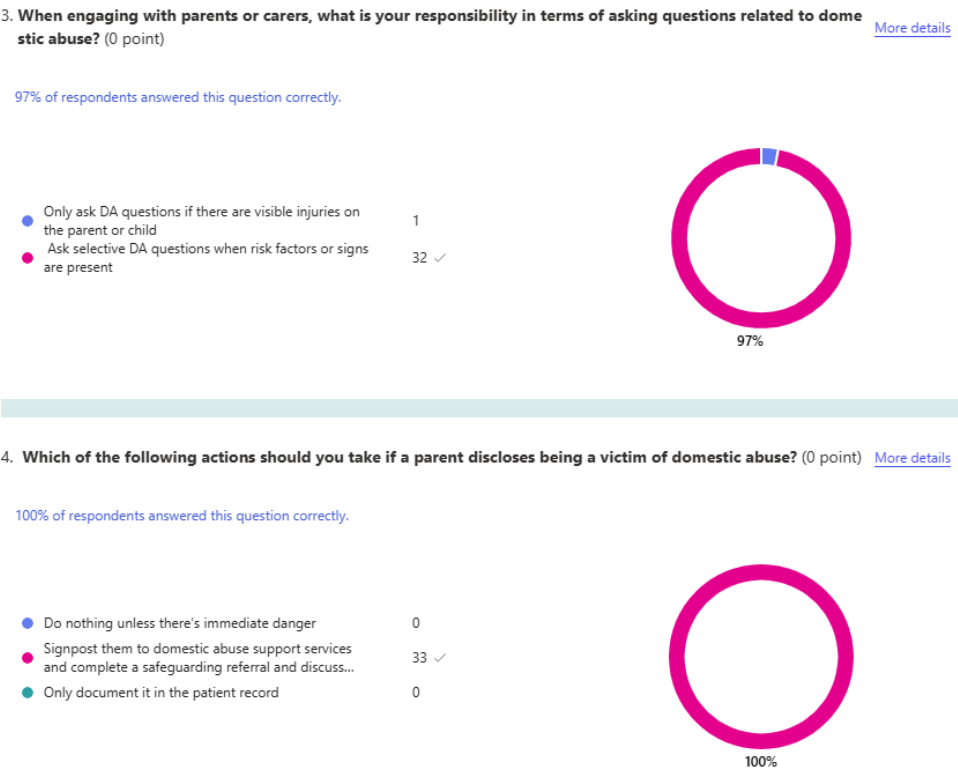 3. When engaging with parents or carers, what is your responsibility in terms of asking questions related to dome
stic abuse? (0 point)
More details
97% of respondents answered this question correctly.
Only ask DA questions if there are visible injuries on
the parent or child
1
Ask selective DA questions when risk factors or signs
are present
32 ✓
97%
4. Which of the following actions should you take if a parent discloses being a victim of domestic abuse? (0 point)
More details
100% of respondents answered this question correctly.
Do nothing unless there's immediate danger
0
Signpost them to domestic abuse support services
and complete a safeguarding referral and discuss...
33 ✓
Only document it in the patient record
0
100%